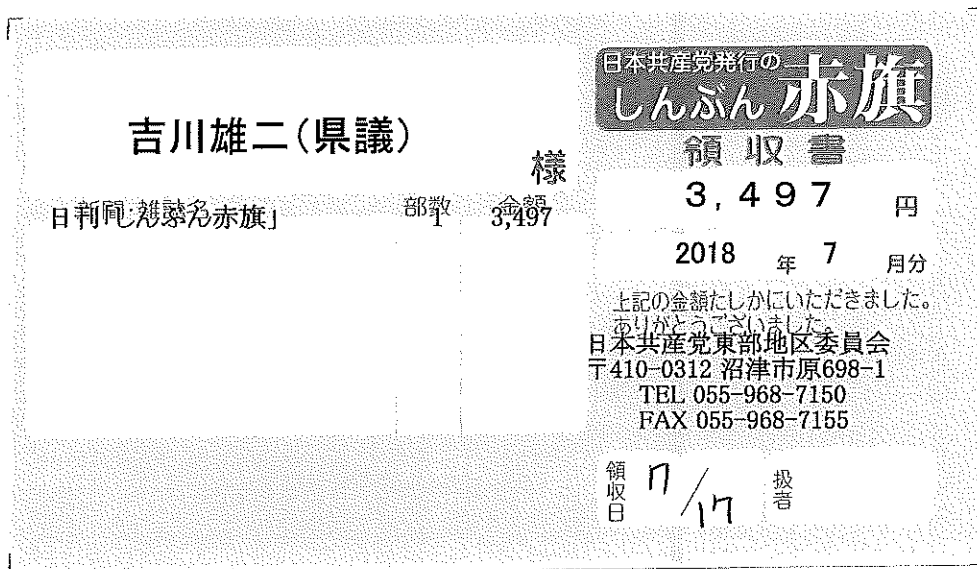 吉川雄二(県議)
様
新聞・雑誌名 部数 金額
日刊「しんぶん赤旗」 1 3,497
日本共産党発行の
しんぶん赤旗
領収書
3,497 円
2018 年 7 月分
上記の金額たしかにいただきました。
ありがとうございました。
日本共産党東部地区委員会
〒410-0312 沼津市原698-1
TEL 055-968-7150
FAX 055-968-7155
領収日 7/17 扱者